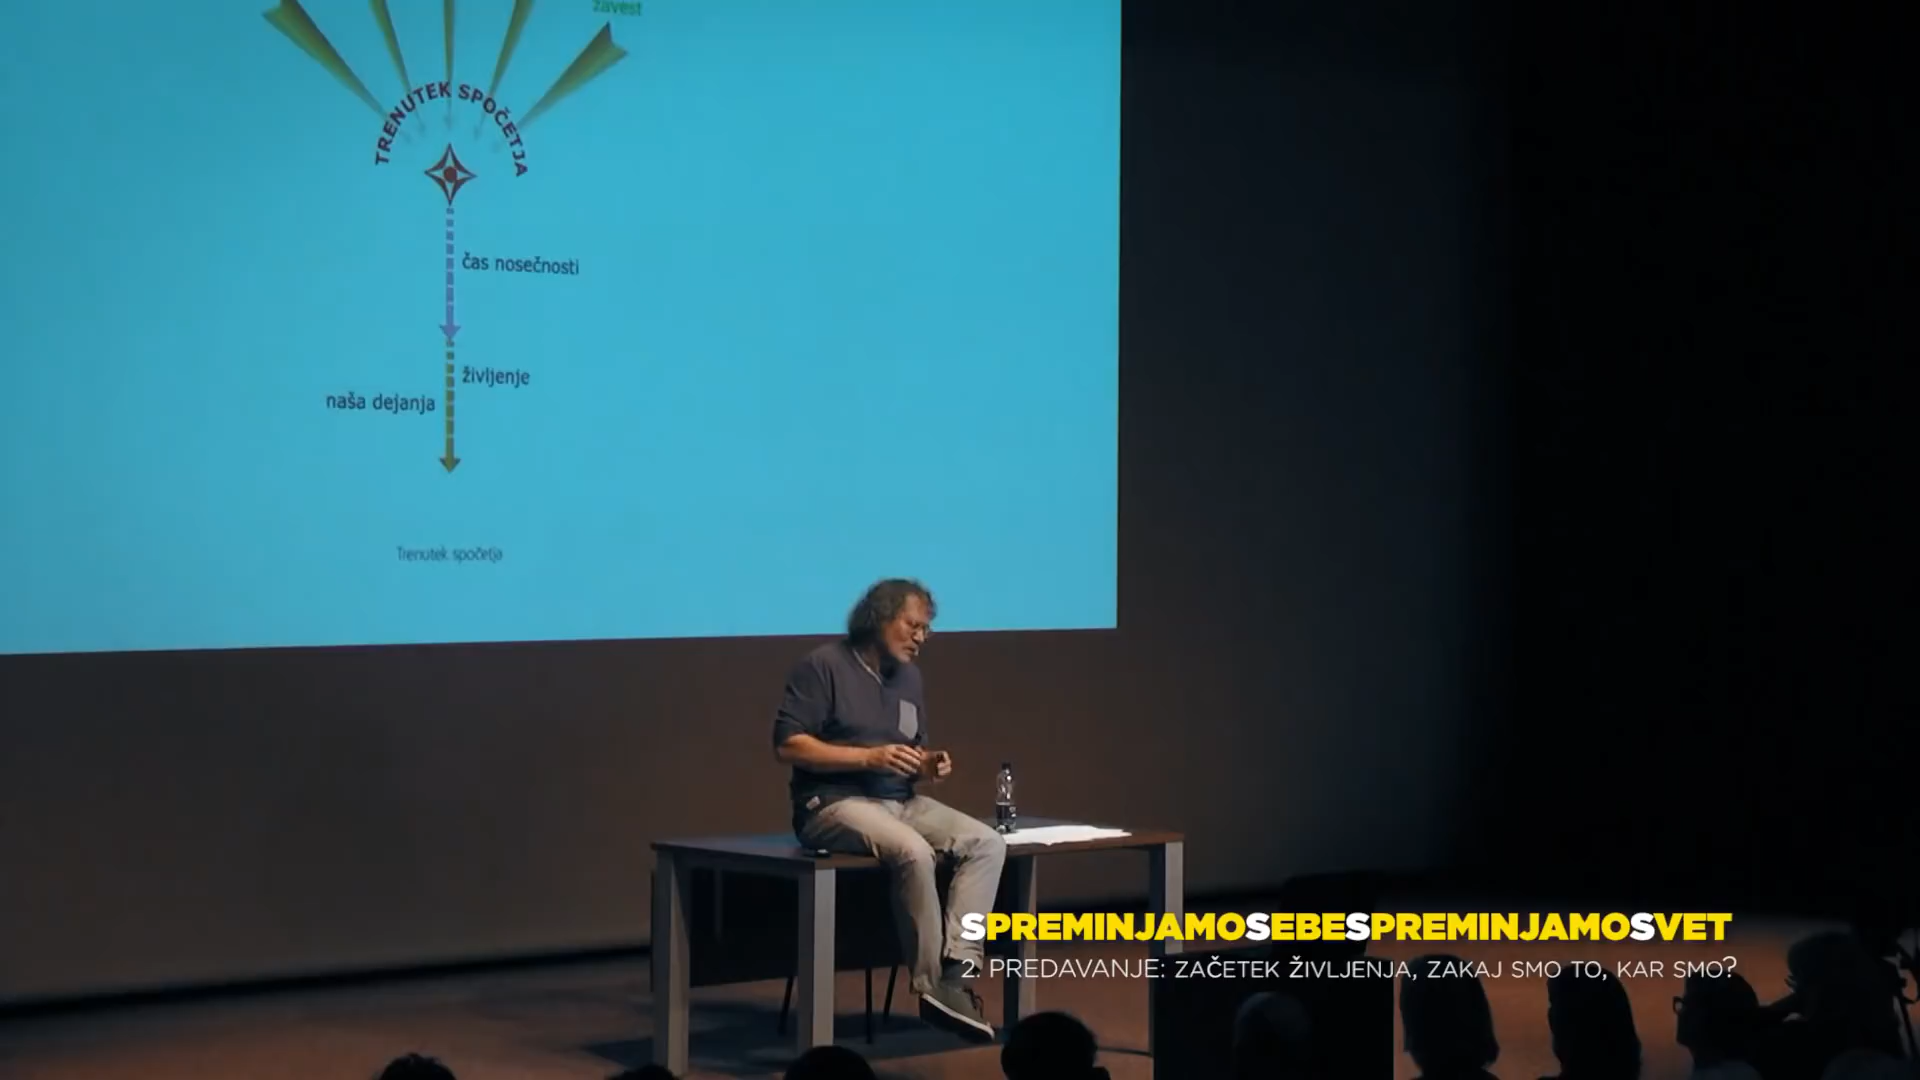 zavest
TRENUTEK SPOČETJA
čas nosečnosti
življenje
naša dejanja
Trenutek spočetja
SPREMINJAMOSEBESPREMINJAMOSVET
2. PREDAVANJE: ZAČETEK ŽIVLJENJA, ZAKAJ SMO TO, KAR SMO?